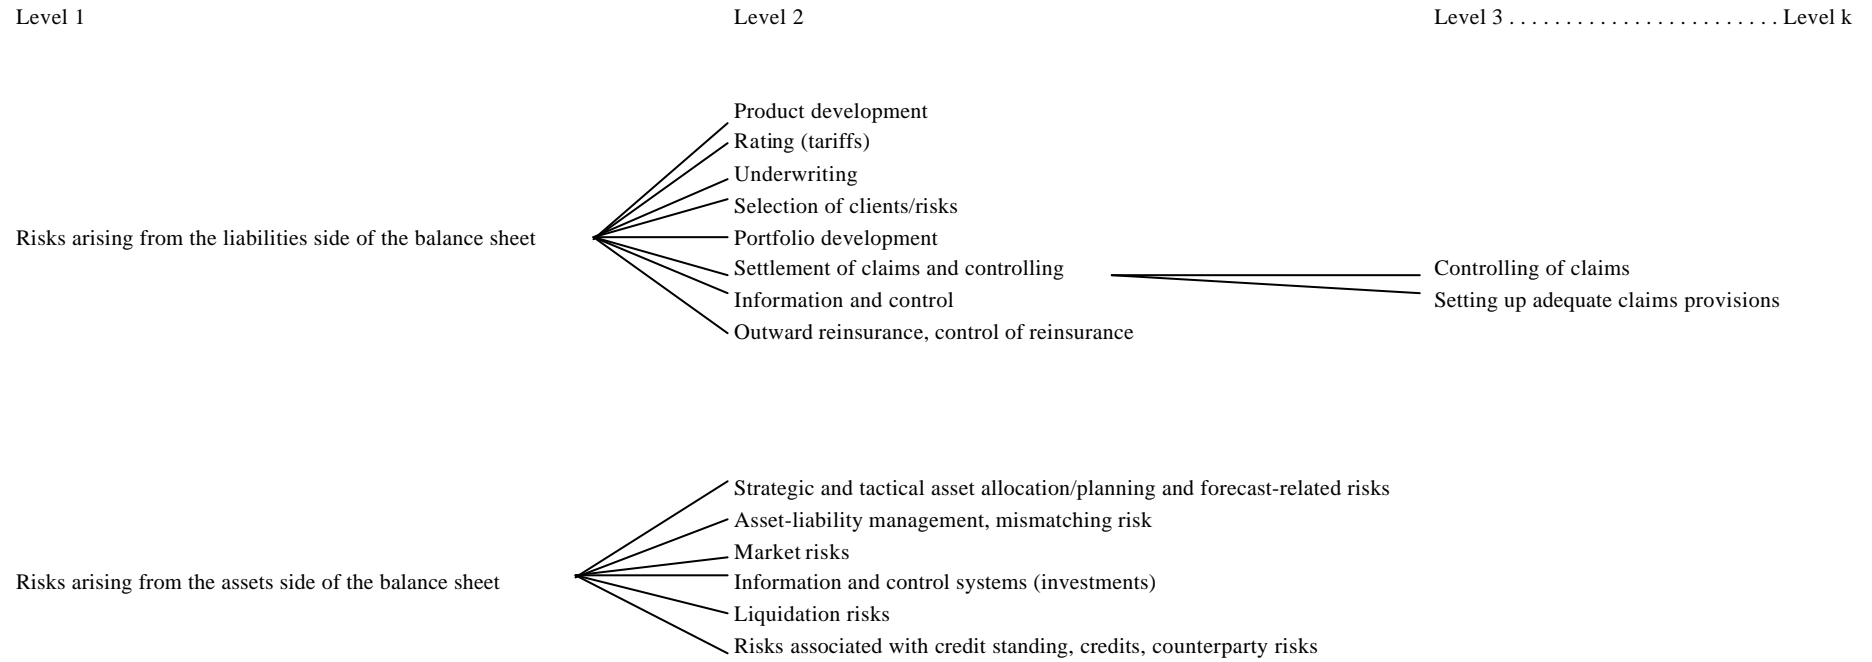 Level 1 Level 2 Level 3 . . . . . . . . . . . . . . . . . . . . . . . . Level k
Product development
Rating (tariffs)
Underwriting
Selection of clients/risks
Risks arising from the liabilities side of the balance sheet Portfolio development
Settlement of claims and controlling Controlling of claims
Information and control Setting up adequate claims provisions
Outward reinsurance, control of reinsurance
Strategic and tactical asset allocation/planning and forecast-related risks
Asset-liability management, mismatching risk
Market risks
Risks arising from the assets side of the balance sheet Information and control systems (investments)
Liquidation risks
Risks associated with credit standing, credits, counterparty risks